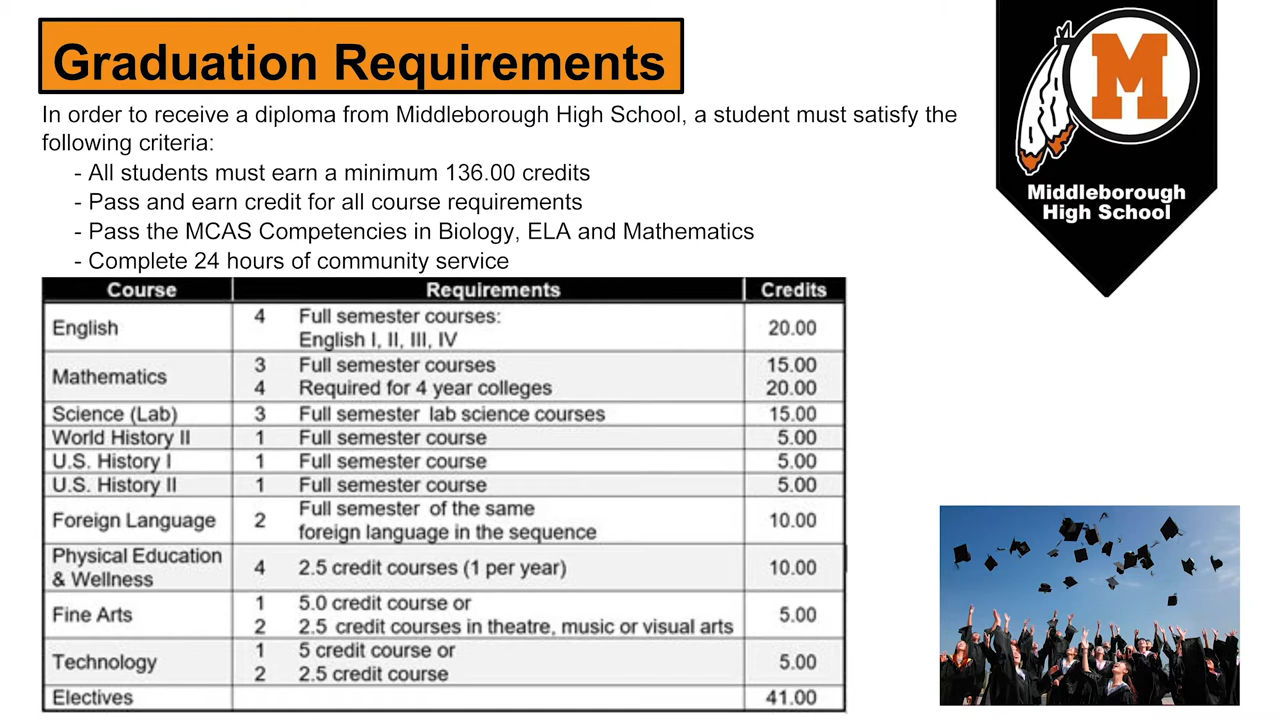 Graduation Requirements
In order to receive a diploma from Middleborough High School, a student must satisfy the
following criteria:
- All students must earn a minimum 136.00 credits
- Pass and earn credit for all course requirements
- Pass the MCAS Competencies in Biology, ELA and Mathematics
- Complete 24 hours of community service
M
Middleborough
High School
Course Requirements Credits
English 4 Full semester courses: 20.00
English I, II, III, IV
Mathematics 3 Full semester courses 15.00
4 Required for 4 year colleges 20.00
Science (Lab) 3 Full semester lab science courses 15.00
World History II 1 Full semester course 5.00
U.S. History I 1 Full semester course 5.00
U.S. History II 1 Full semester course 5.00
Foreign Language 2 Full semester of the same 10.00
foreign language in the sequence
Physical Education
& Wellness 4 2.5 credit courses (1 per year) 10.00
Fine Arts 1 5.0 credit course or 5.00
2 2.5 credit courses in theatre, music or visual arts
Technology 1 5 credit course or 5.00
2 2.5 credit course
Electives 41.00